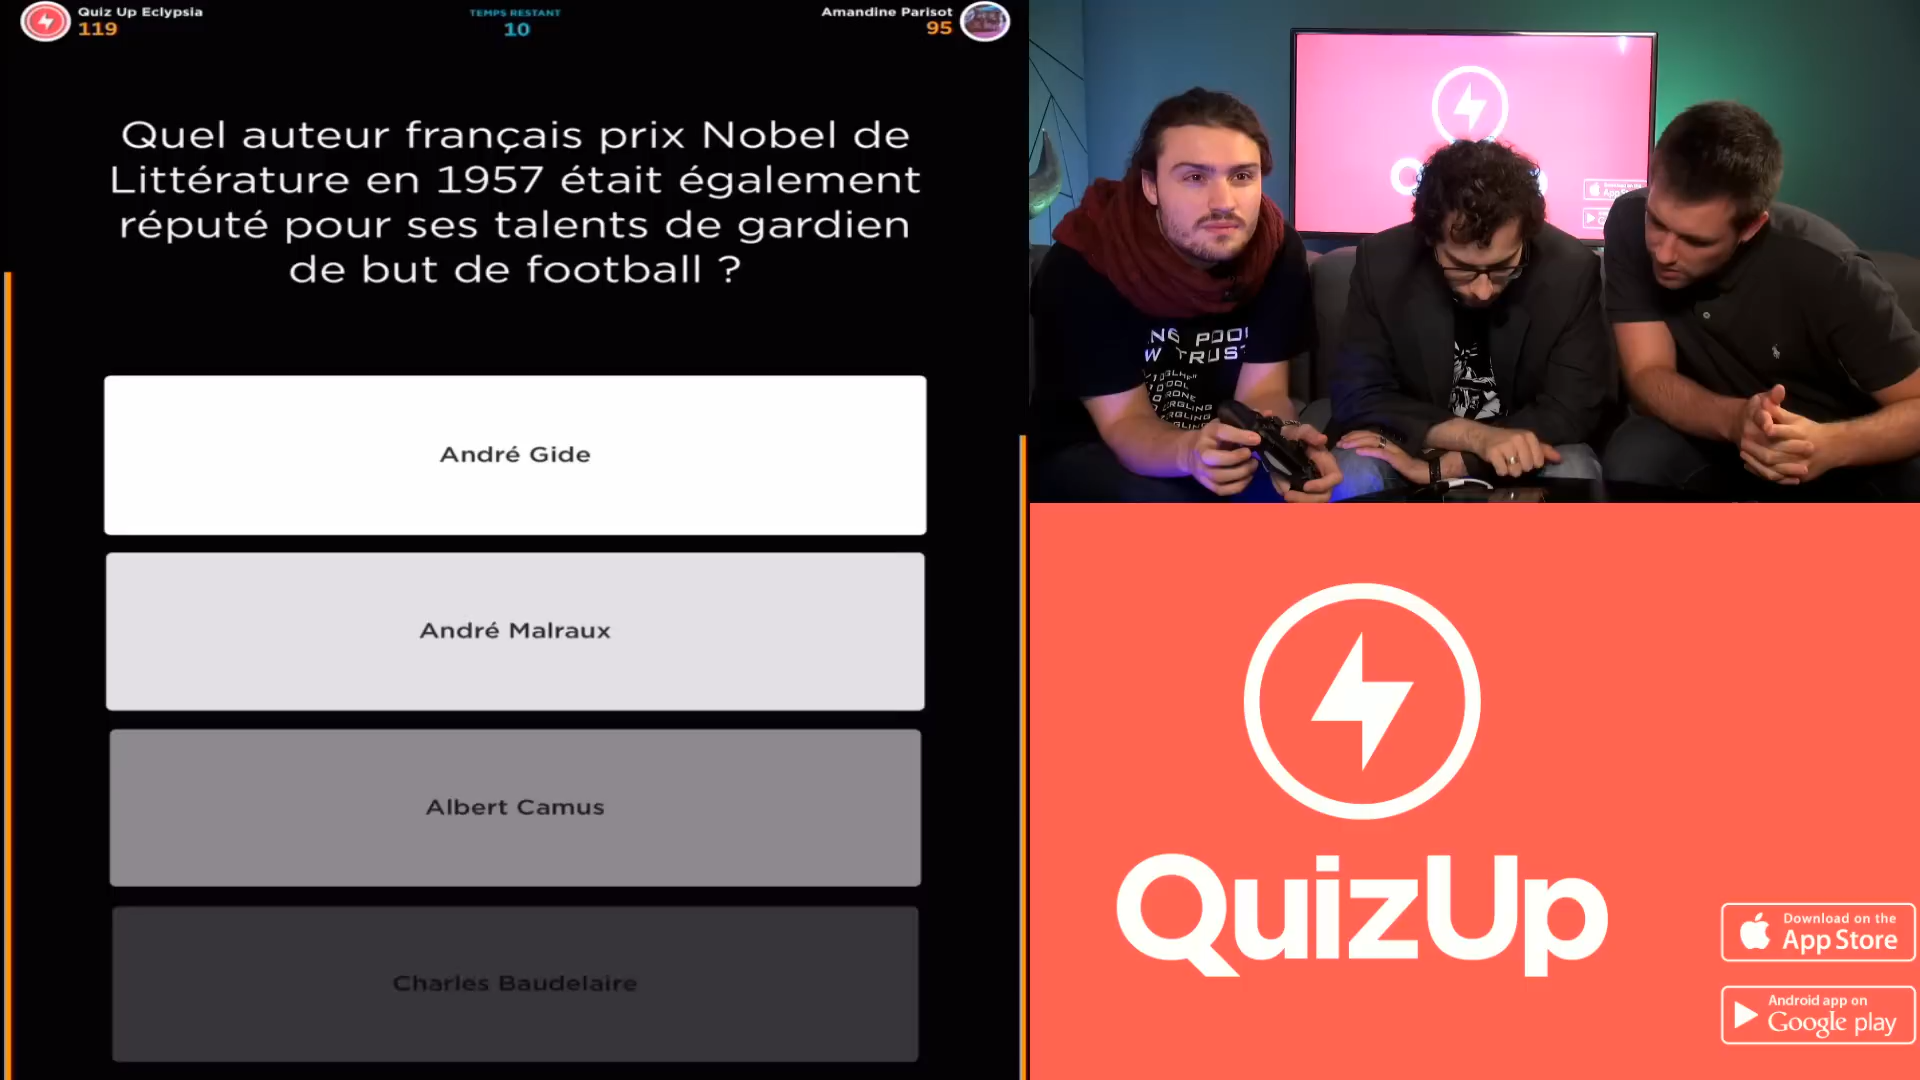 Quiz Up Eclypsia
119
TEMPS RESTANT
10
Amandine Parisot
95
Quel auteur français prix Nobel de
Littérature en 1957 était également
réputé pour ses talents de gardien
de but de football ?
André Gide
André Malraux
Albert Camus
Charles Baudelaire
QuizUp
Download on the
App Store
Android app on
Google play